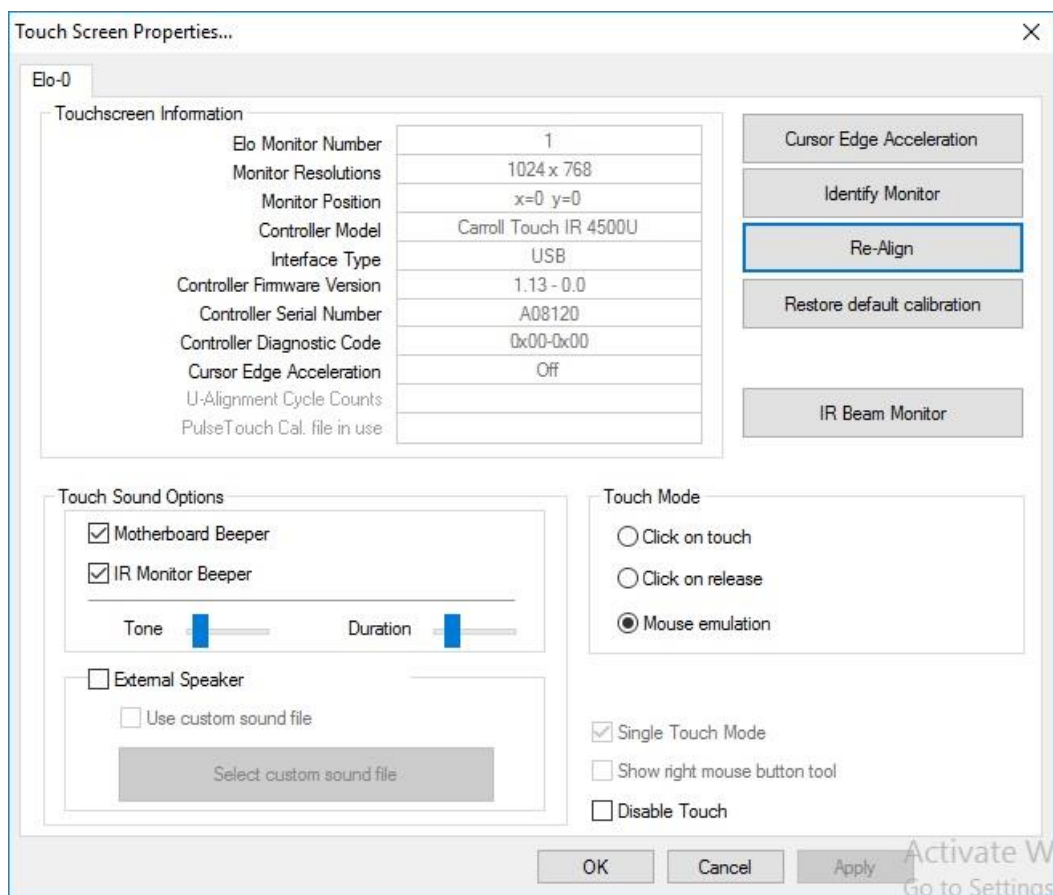 Touch Screen Properties...
Elo-0
Touchscreen Information
Elo Monitor Number 1
Monitor Resolutions 1024 x 768
Monitor Position x=0 y=0
Controller Model Carroll Touch IR 4500U
Interface Type USB
Controller Firmware Version 1.13 - 0.0
Controller Serial Number A08120
Controller Diagnostic Code 0x00-0x00
Cursor Edge Acceleration Off
U-Alignment Cycle Counts
PulseTouch Cal. file in use
Cursor Edge Acceleration
Identify Monitor
Re-Align
Restore default calibration
IR Beam Monitor
Touch Sound Options
Motherboard Beeper
IR Monitor Beeper
Tone Duration
External Speaker
Use custom sound file
Select custom sound file
Touch Mode
Click on touch
Click on release
Mouse emulation
Single Touch Mode
Show right mouse button tool
Disable Touch
OK Cancel Apply
Activate W
Go to Settings